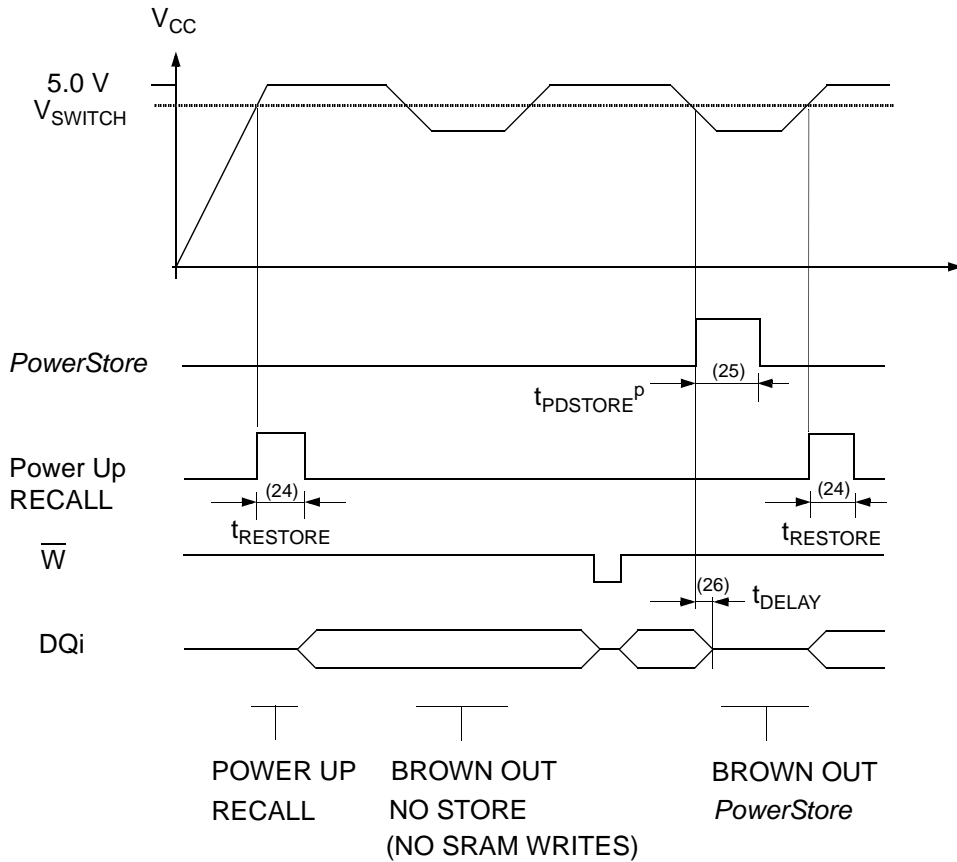 VCC
5.0 V
VSWITCH
PowerStore
(25)
tPDSTOREp
Power Up
RECALL
(24)
tRESTORE
(24)
tRESTORE
W
(26)
tDELAY
DQi
POWER UP
RECALL
BROWN OUT
NO STORE
(NO SRAM WRITES)
BROWN OUT
PowerStore